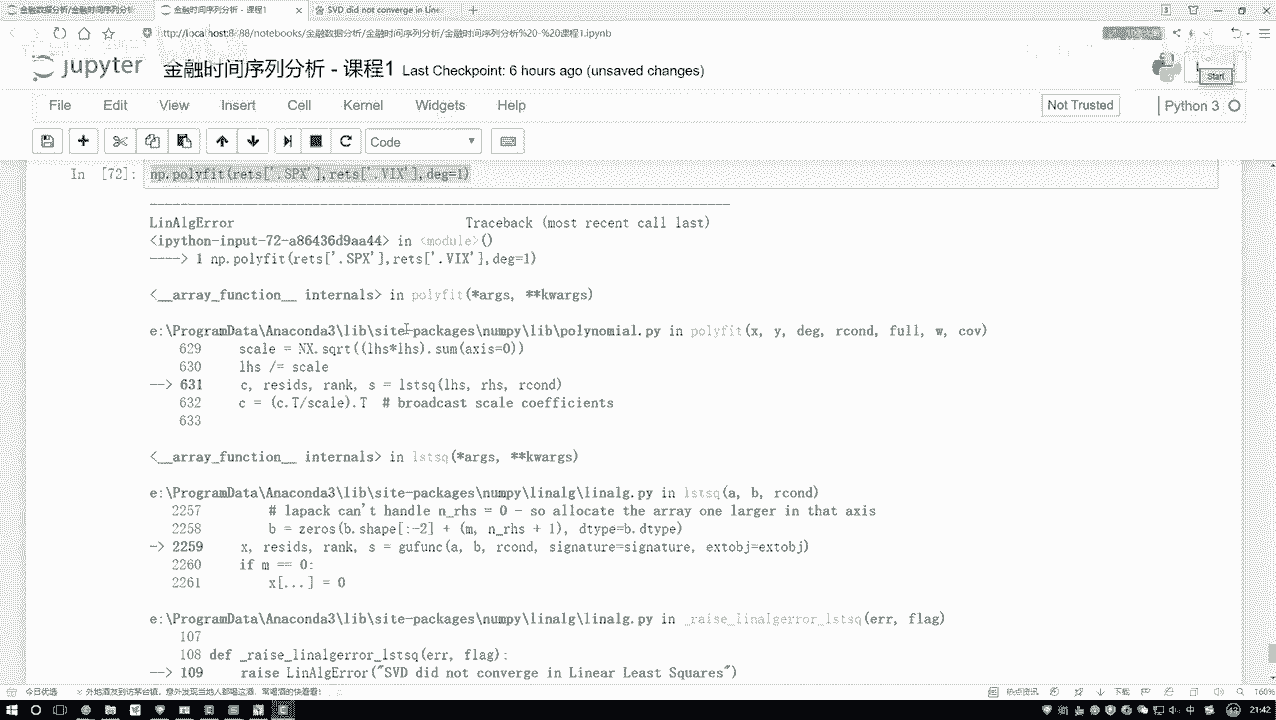 金融数据分析/金融时间序列分析/
金融时间序列分析 - 课程1
SVD did not converge in Line
ttp://localhost:8888/notebooks/金融数据分析/金融时间序列分析/金融时间序列分析%20-%20课程1.ipynb
jupyter 金融时间序列分析 - 课程1 Last Checkpoint: 6 hours ago (unsaved changes)
Start
File Edit View Insert Cell Kernel Widgets Help Not Trusted Python 3
Code
In [72]: np.polyfit(rets['.SPX'],rets['.VIX'],deg=1)
LinAlgError Traceback (most recent call last)
<ipython-input-72-a86436d9aa44> in <module>()
----> 1 np.polyfit(rets['.SPX'],rets['.VIX'],deg=1)
<__array_function__ internals> in polyfit(*args, **kwargs)
e:\ProgramData\Anaconda3\lib\site-packages\numpy\lib\polynomial.py in polyfit(x, y, deg, rcond, full, w, cov)
629 scale = NX.sqrt((lhs*lhs).sum(axis=0))
630 lhs /= scale
--> 631 c, resids, rank, s = lstsq(lhs, rhs, rcond)
632 c = (c.T/scale).T # broadcast scale coefficients
633
<__array_function__ internals> in lstsq(*args, **kwargs)
e:\ProgramData\Anaconda3\lib\site-packages\numpy\linalg\linalg.py in lstsq(a, b, rcond)
2257 # lapack can't handle n_rhs = 0 - so allocate the array one larger in that axis
2258 b = zeros(b.shape[:-2] + (m, n_rhs + 1), dtype=b.dtype)
-> 2259 x, resids, rank, s = gufunc(a, b, rcond, signature=signature, extobj=extobj)
2260 if m == 0:
2261 x[...] = 0
e:\ProgramData\Anaconda3\lib\site-packages\numpy\linalg\linalg.py in _raise_linalgerror_lstsq(err, flag)
107
108 def _raise_linalgerror_lstsq(err, flag):
--> 109 raise LinAlgError("SVD did not converge in Linear Least Squares")
今日优选
热点资讯 下载 160%
中 21:42